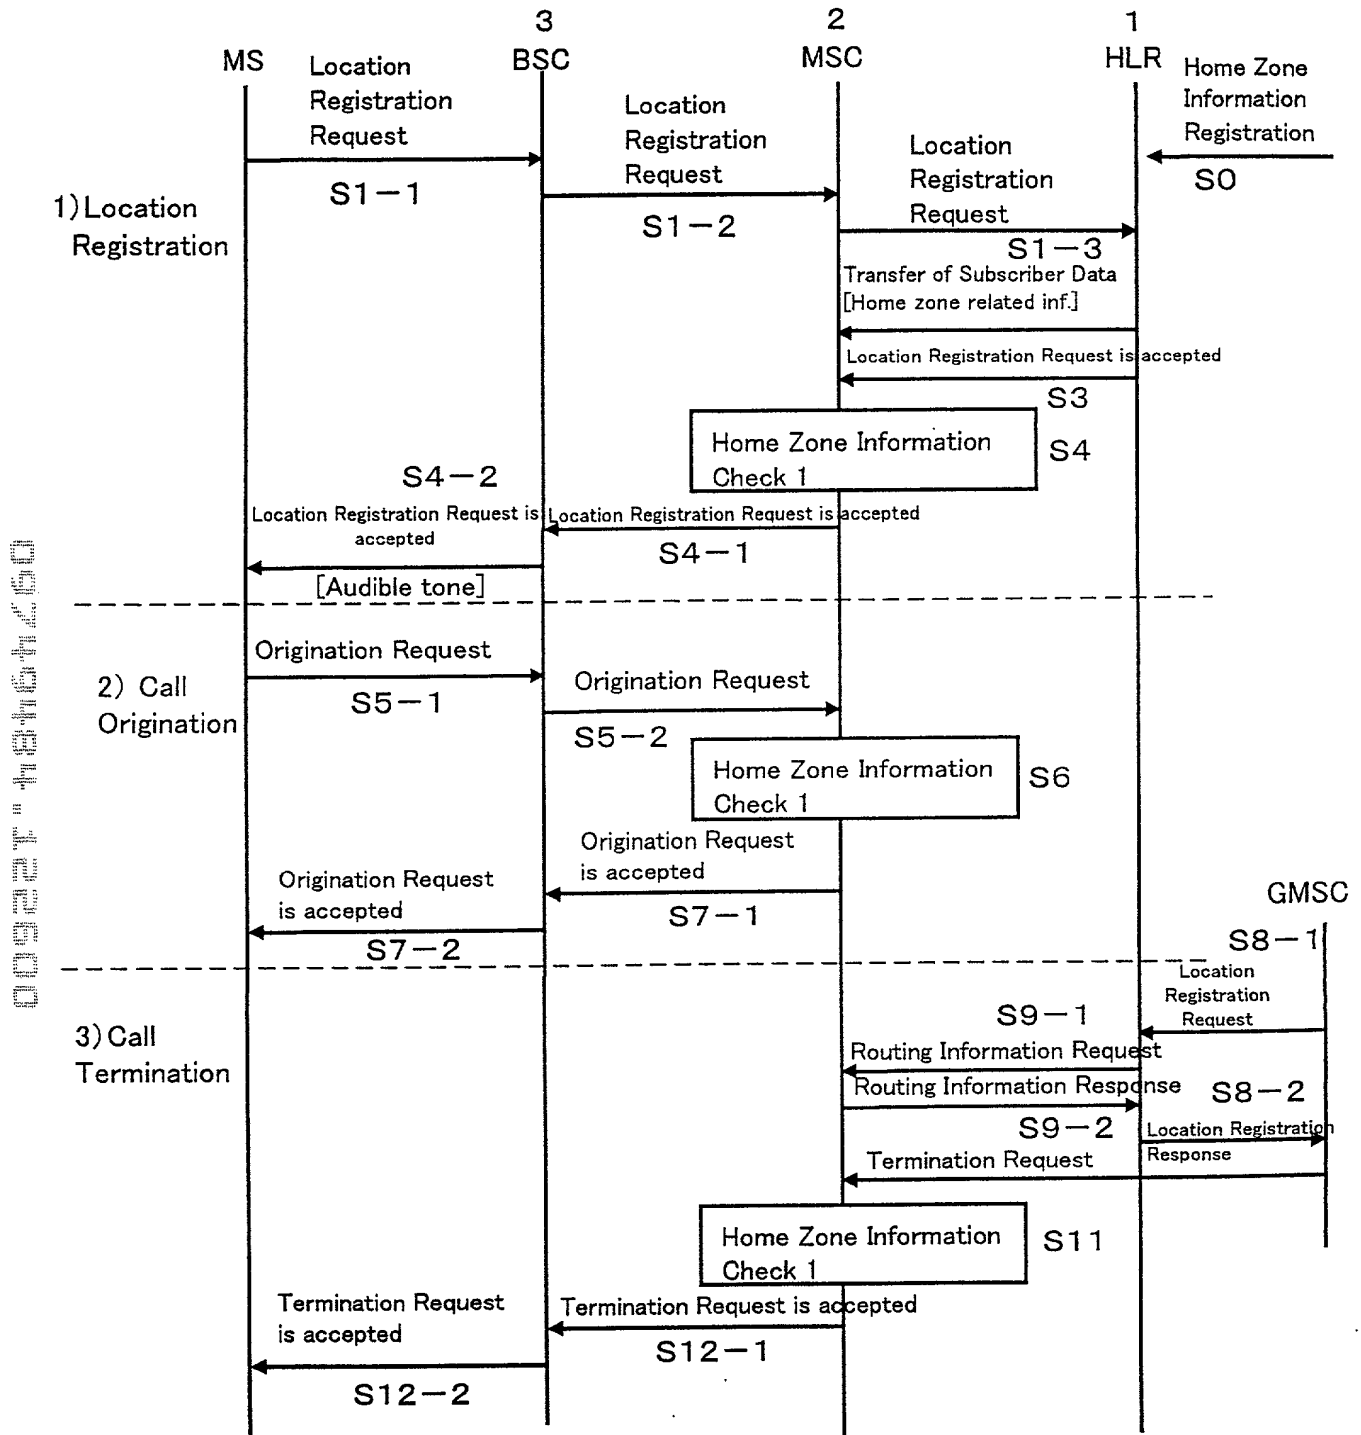 3
2
1
MS
BSC
MSC
HLR
Location
Registration
Request
S1-1
Location
Registration
Request
S1-2
Location
Registration
Request
S1-3
Home Zone
Information
Registration
S0
1)Location
Registration
Transfer of Subscriber Data
[Home zone related inf.]
Location Registration Request is accepted
S3
Home Zone Information
Check 1
S4
S4-2
Location Registration Request is
accepted
Location Registration Request is accepted
S4-1
[Audible tone]
2) Call
Origination
Origination Request
S5-1
Origination Request
S5-2
Home Zone Information
Check 1
S6
Origination Request
is accepted
S7-1
Origination Request
is accepted
S7-2
GMSC
S8-1
Location
Registration
Request
3)Call
Termination
S9-1
Routing Information Request
Routing Information Response
S9-2
S8-2
Location Registration
Response
Termination Request
Home Zone Information
Check 1
S11
Termination Request
is accepted
Termination Request is accepted
S12-1
S12-2